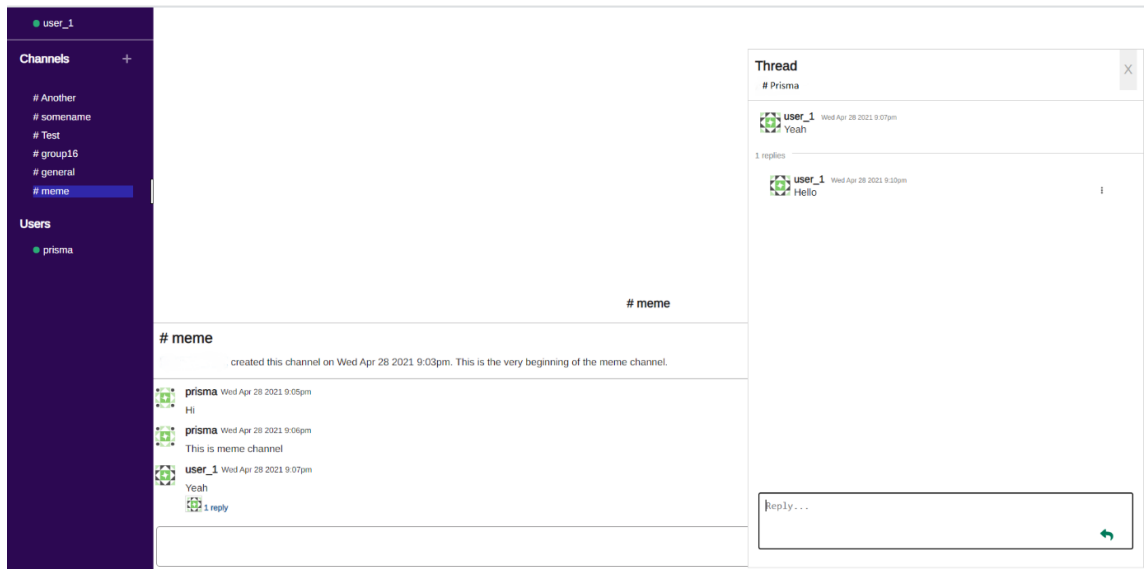 user_1
Channels +
# Another
# somename
# Test
# group16
# general
# meme
Users
prisma
# meme
# meme
created this channel on Wed Apr 28 2021 9:03pm. This is the very beginning of the meme channel.
prisma Wed Apr 28 2021 9:05pm
Hi
prisma Wed Apr 28 2021 9:06pm
This is meme channel
user_1 Wed Apr 28 2021 9:07pm
Yeah
1 reply
Thread X
# Prisma
user_1 Wed Apr 28 2021 9:07pm
Yeah
1 replies
user_1 Wed Apr 28 2021 9:10pm
Hello
Reply...